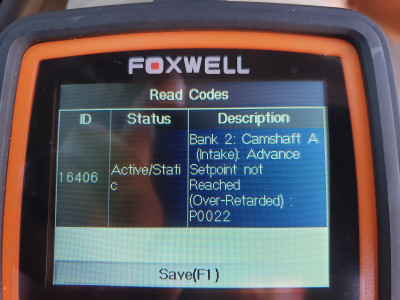 FOXWELL
Read Codes
ID Status Description
Bank 2: Camshaft A
(Intake): Advance
16406 Active/Stati Setpoint not
c Reached
(Over-Retarded) :
P0022
Save(F1)